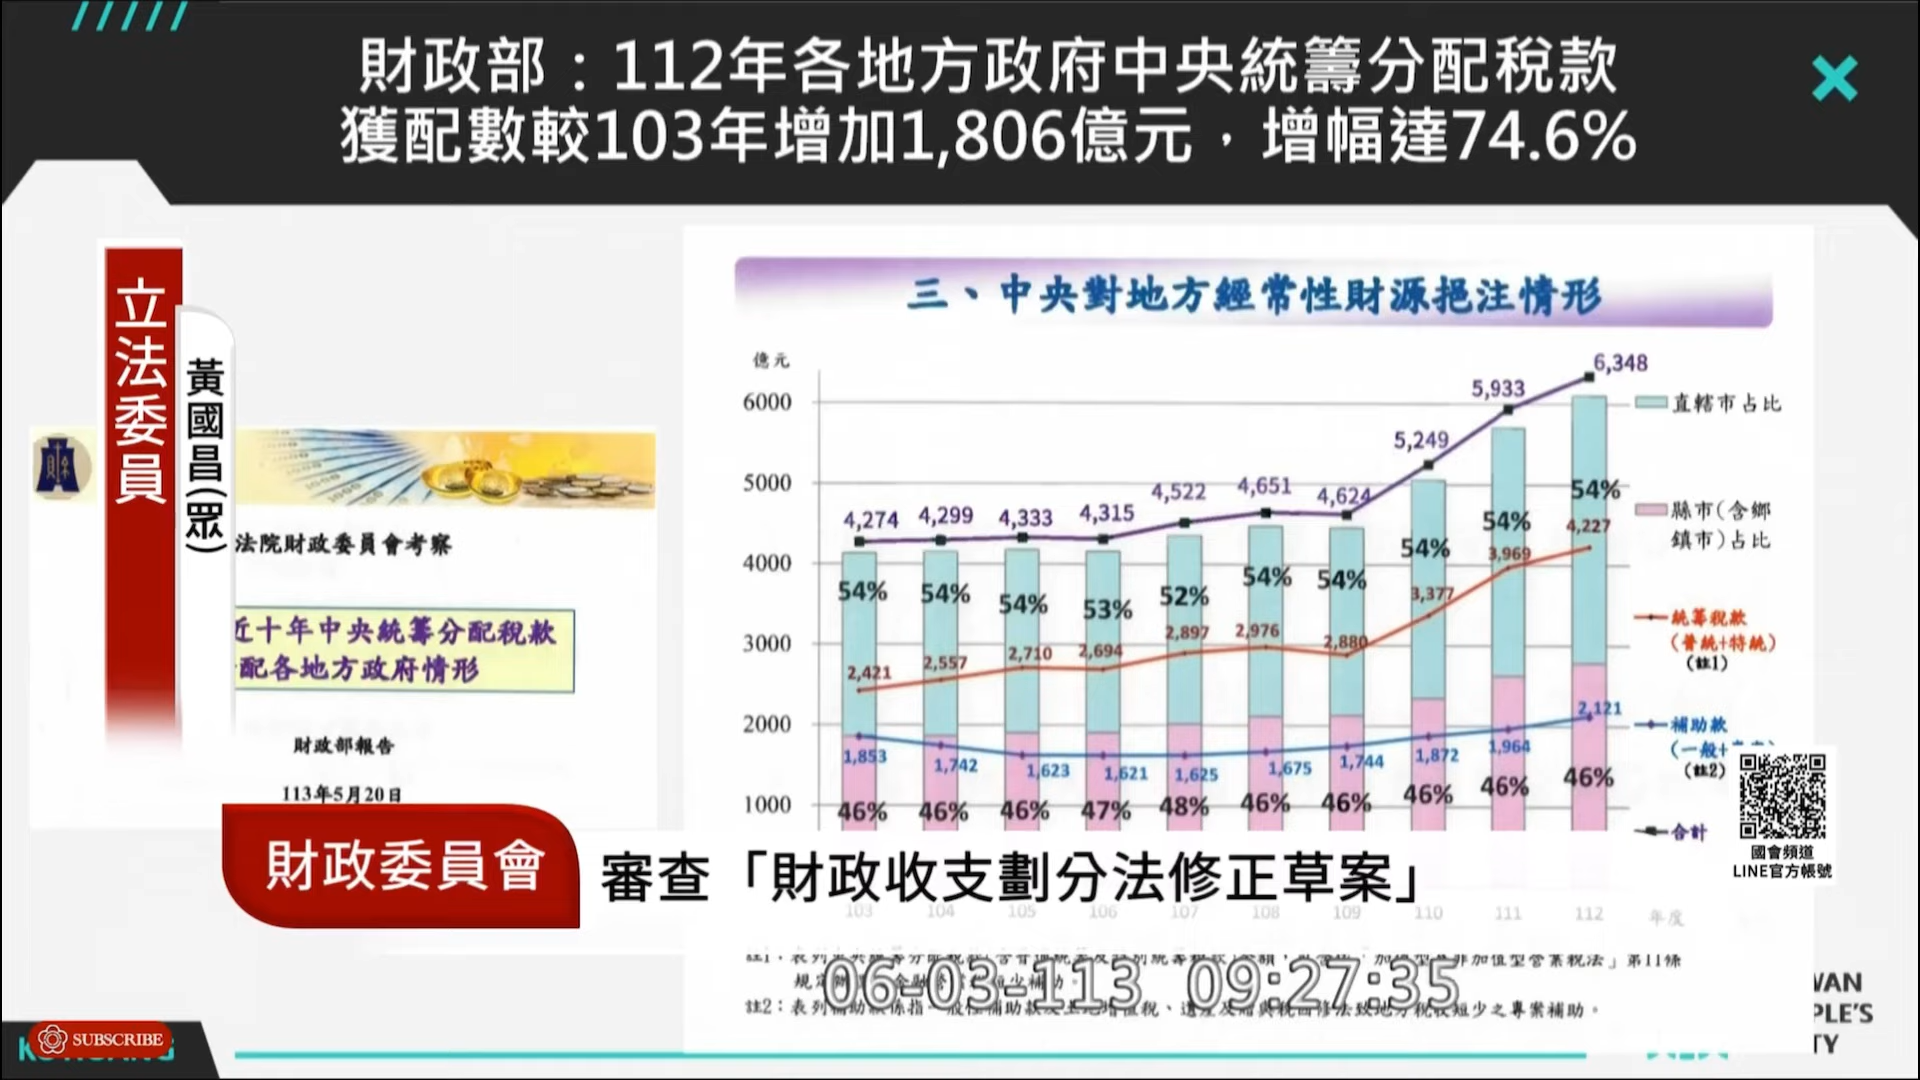 財政部：112年各地方政府中央統籌分配稅款
獲配數較103年增加1,806億元，增幅達74.6%
立法委員
黃國昌(眾)
法院財政委員會考察
近十年中央統籌分配稅款
配各地方政府情形
財政部報告
113年5月20日
三、中央對地方經常性財源挹注情形
億元
6000
5000
4000
3000
2000
1000
4,274 4,299 4,333 4,315 4,522 4,651 4,624 5,249 5,933 6,348
54% 54% 54% 53% 52% 54% 54% 54% 54% 54%
2,421 2,557 2,710 2,694 2,897 2,976 2,880 3,377 3,969 4,227
1,853 1,742 1,623 1,621 1,625 1,675 1,744 1,872 1,964 2,121
46% 46% 46% 47% 48% 46% 46% 46% 46% 46%
103 104 105 106 107 108 109 110 111 112 年度
直轄市占比
縣市(含鄉
鎮市)占比
統籌稅款
(普統+特統)
(註1)
補助款
(一般+
(註2)
合計
國會頻道
LINE官方帳號
財政委員會
審查「財政收支劃分法修正草案」
06-03-113 09:27:35
SUBSCRIBE
WAN
PLE'S
TY